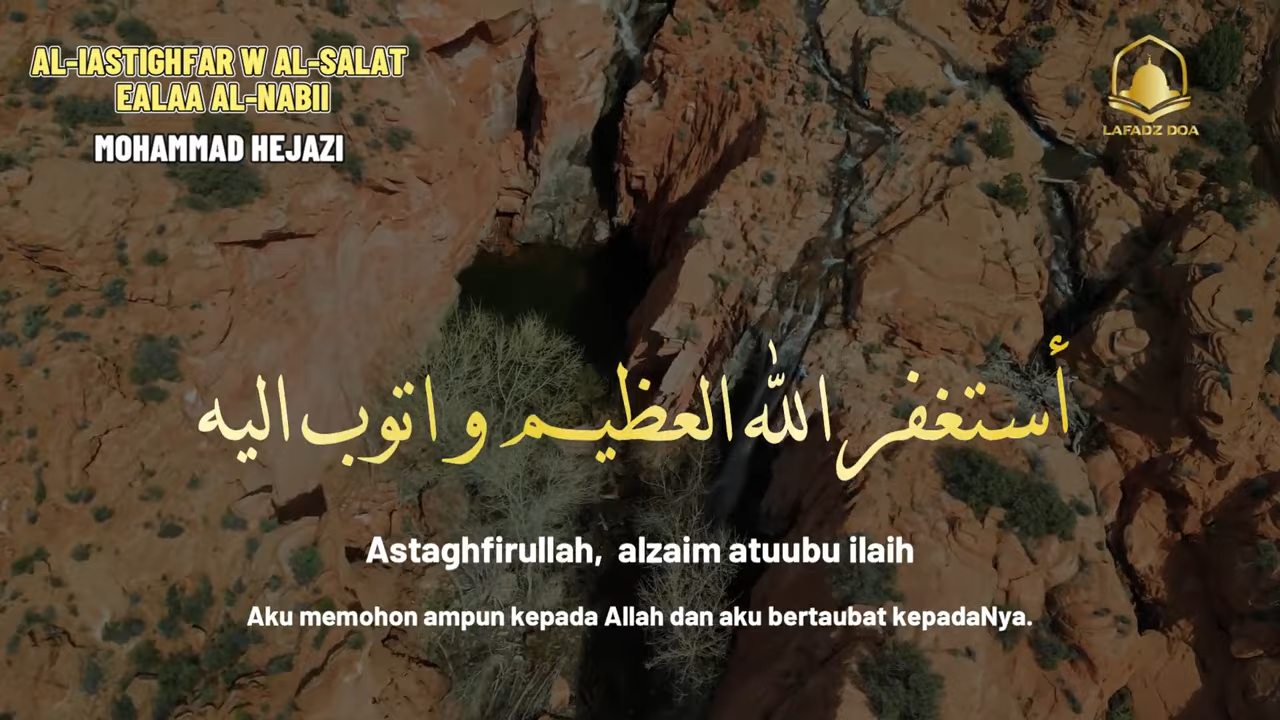 AL-IASTIGHFAR W AL-SALAT
EALAA AL-NABII
MOHAMMAD HEJAZI
LAFADZ DOA
أستغفر الله العظيم و اتوب اليه
Astaghfirullah, alzaim atuubu ilaih
Aku memohon ampun kepada Allah dan aku bertaubat kepadaNya.